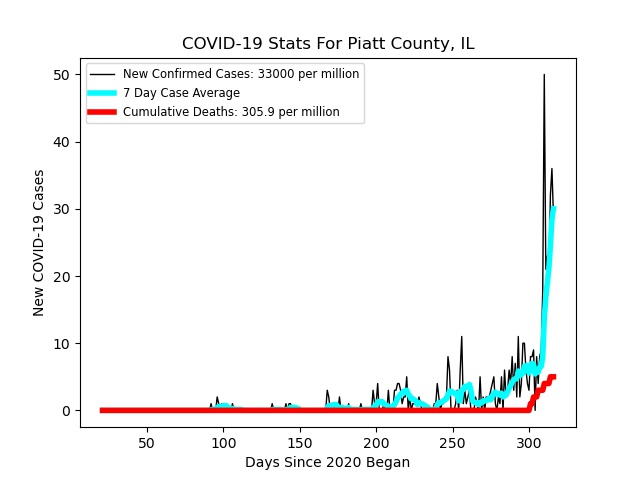 COVID-19 Stats For Piatt County, IL
New Confirmed Cases: 33000 per million
7 Day Case Average
Cumulative Deaths: 305.9 per million
New COVID-19 Cases
50
40
30
20
10
0
50 100 150 200 250 300
Days Since 2020 Began